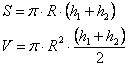 S = π · R · (h₁ + h₂)
V = π · R² · (h₁ + h₂)/2